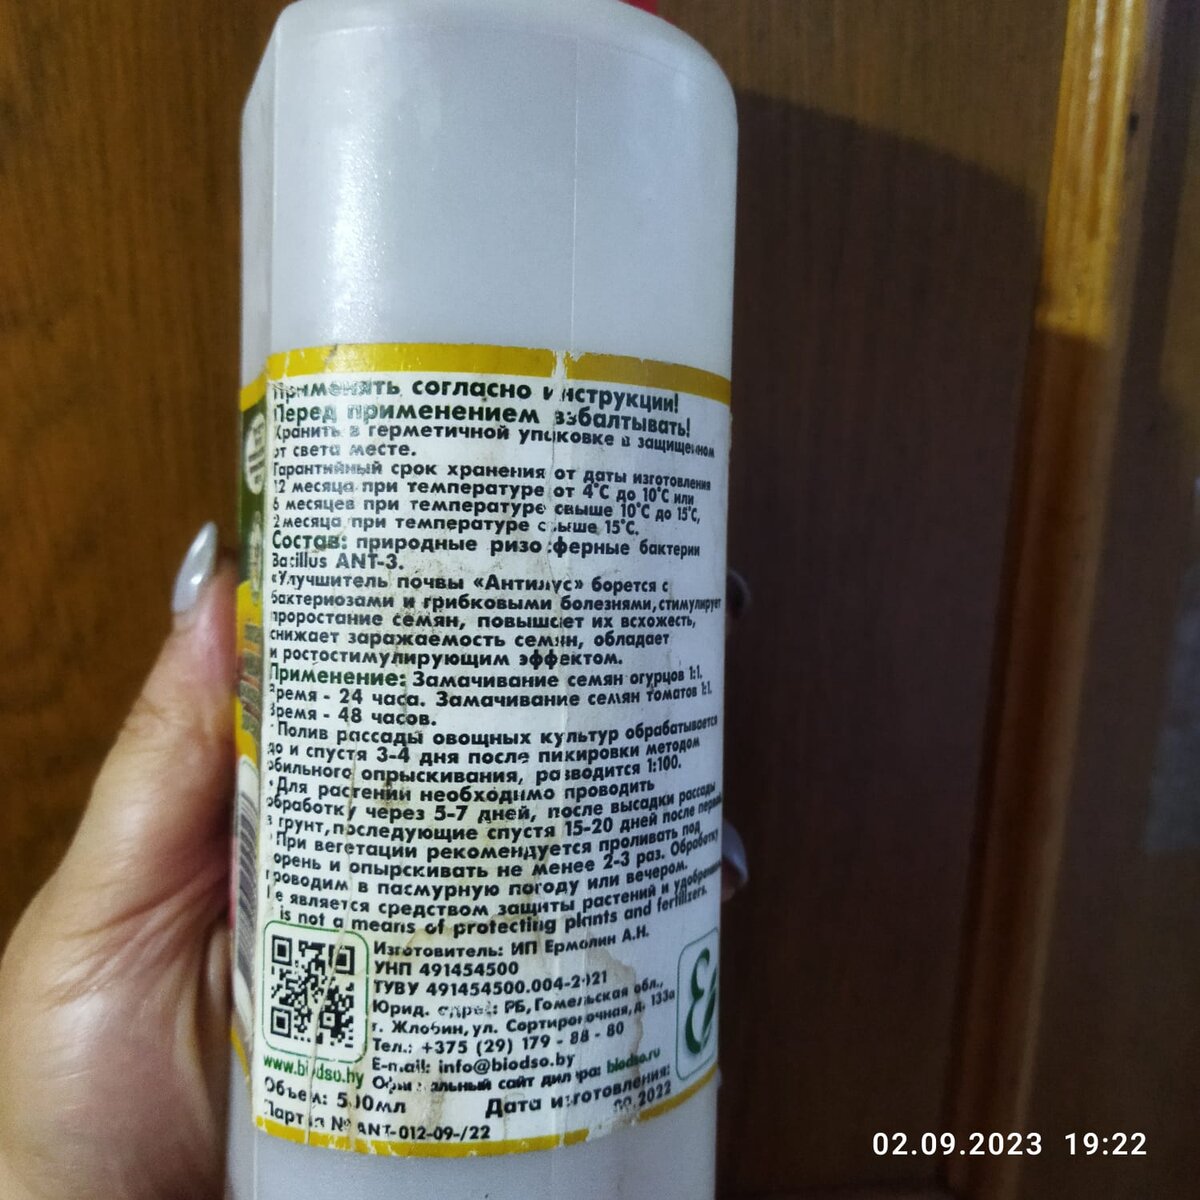 Применять согласно инструкции!
Перед применением взбалтывать!
Хранить в герметичной упаковке в защищенном
от света месте.
Гарантийный срок хранения от даты изготовления
12 месяца при температуре от 4°С до 10°С или
6 месяцев при температуре свыше 10°С до 15°С,
2 месяца при температуре свыше 15°С.
Состав: природные ризосферные бактерии
Bacillus ANT-3.
«Улучшитель почвы «Антилус» борется с
бактериозами и грибковыми болезнями, стимулирует
проростание семян, повышает их всхожесть,
снижает заражаемость семян, обладает
и ростостимулирующим эффектом.
Применение: Замачивание семян огурцов 1:1.
Время - 24 часа. Замачивание семян томатов 1:1.
Время - 48 часов.
· Полив рассады овощных культур обрабатывается
до и спустя 3-4 дня после пикировки методом
обильного опрыскивания, разводится 1:100.
· Для растений необходимо проводить
обработку через 5-7 дней, после высадки рассады
в грунт, последующие спустя 15-20 дней после первой.
· При вегетации рекомендуется проливать под
корень и опырскивать не менее 2-3 раз. Обработку
проводим в пасмурную погоду или вечером.
Не является средством защиты растений и удобрением.
is not a means of protecting plants and fertilizers.
Изготовитель: ИП Ермолин А.Н.
УНП 491454500
ТУBY 491454500.004-2021
Юрид. адрес: РБ, Гомельская обл.,
г. Жлобин, ул. Сортировочная, д. 133а
Тел.: +375 (29) 179 - 88 - 80
E-mail: info@biodso.by
Официальный сайт дилера: biodso.ru
www.biodso.by
Объем: 500мл
Дата изготовления:
09.2022
Партия № ANT-012-09-/22
02.09.2023 19:22